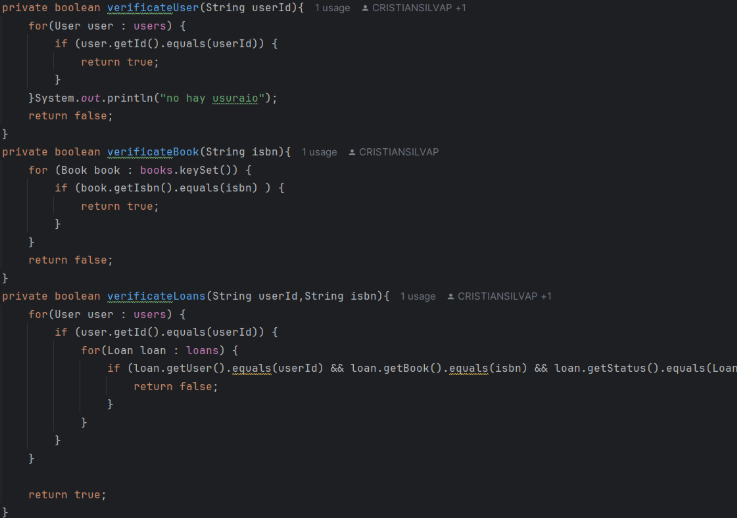 private boolean verificateUser(String userId){ 1 usage CRISTIANSILVAP +1
    for(User user : users) {
        if (user.getId().equals(userId)) {
            return true;
        }
    }System.out.println("no hay usuraio");
    return false;
}
private boolean verificateBook(String isbn){ 1 usage CRISTIANSILVAP
    for (Book book : books.keySet()) {
        if (book.getIsbn().equals(isbn) ) {
            return true;
        }
    }
    return false;
}
private boolean verificateLoans(String userId,String isbn){ 1 usage CRISTIANSILVAP +1
    for(User user : users) {
        if (user.getId().equals(userId)) {
            for(Loan loan : loans) {
                if (loan.getUser().equals(userId) && loan.getBook().equals(isbn) && loan.getStatus().equals(Loan
                    return false;
                }
            }
        }
    }

    return true;
}